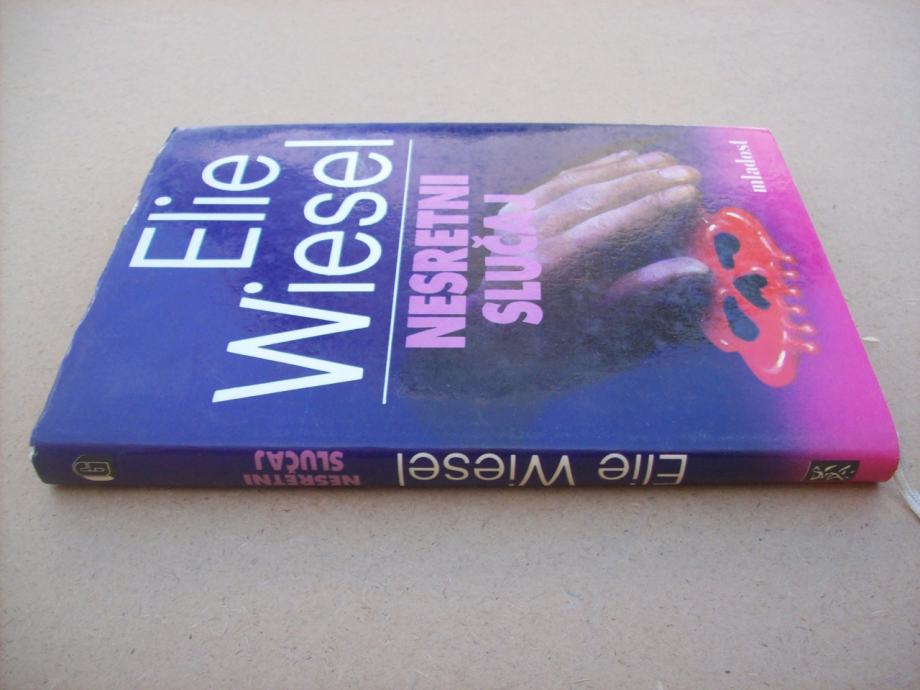 Elie
Wiesel
NESRETNI
SLUČAJ
mladost
Elie Wiesel
NESRETNI
SLUČAJ